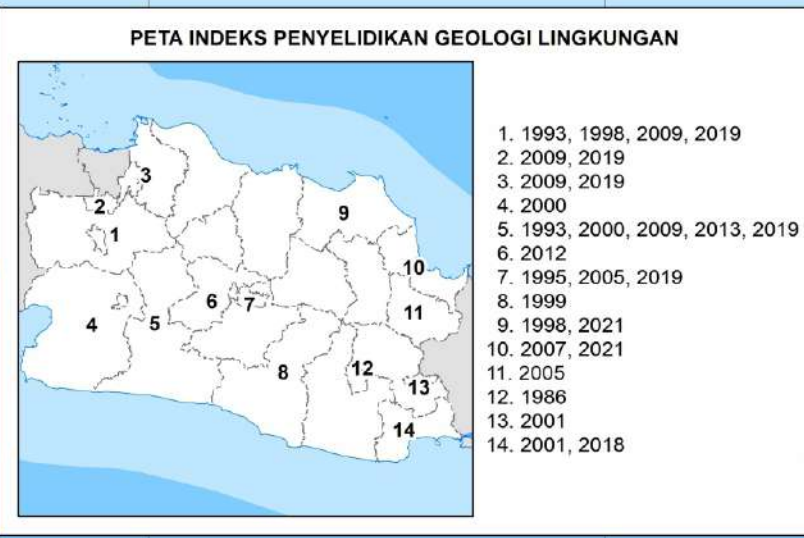 PETA INDEKS PENYELIDIKAN GEOLOGI LINGKUNGAN
1. 1993, 1998, 2009, 2019
2. 2009, 2019
3. 2009, 2019
4. 2000
5. 1993, 2000, 2009, 2013, 2019
6. 2012
7. 1995, 2005, 2019
8. 1999
9. 1998, 2021
10. 2007, 2021
11. 2005
12. 1986
13. 2001
14. 2001, 2018
3
2
1
9
10
11
4
5
6
7
8
12
13
14